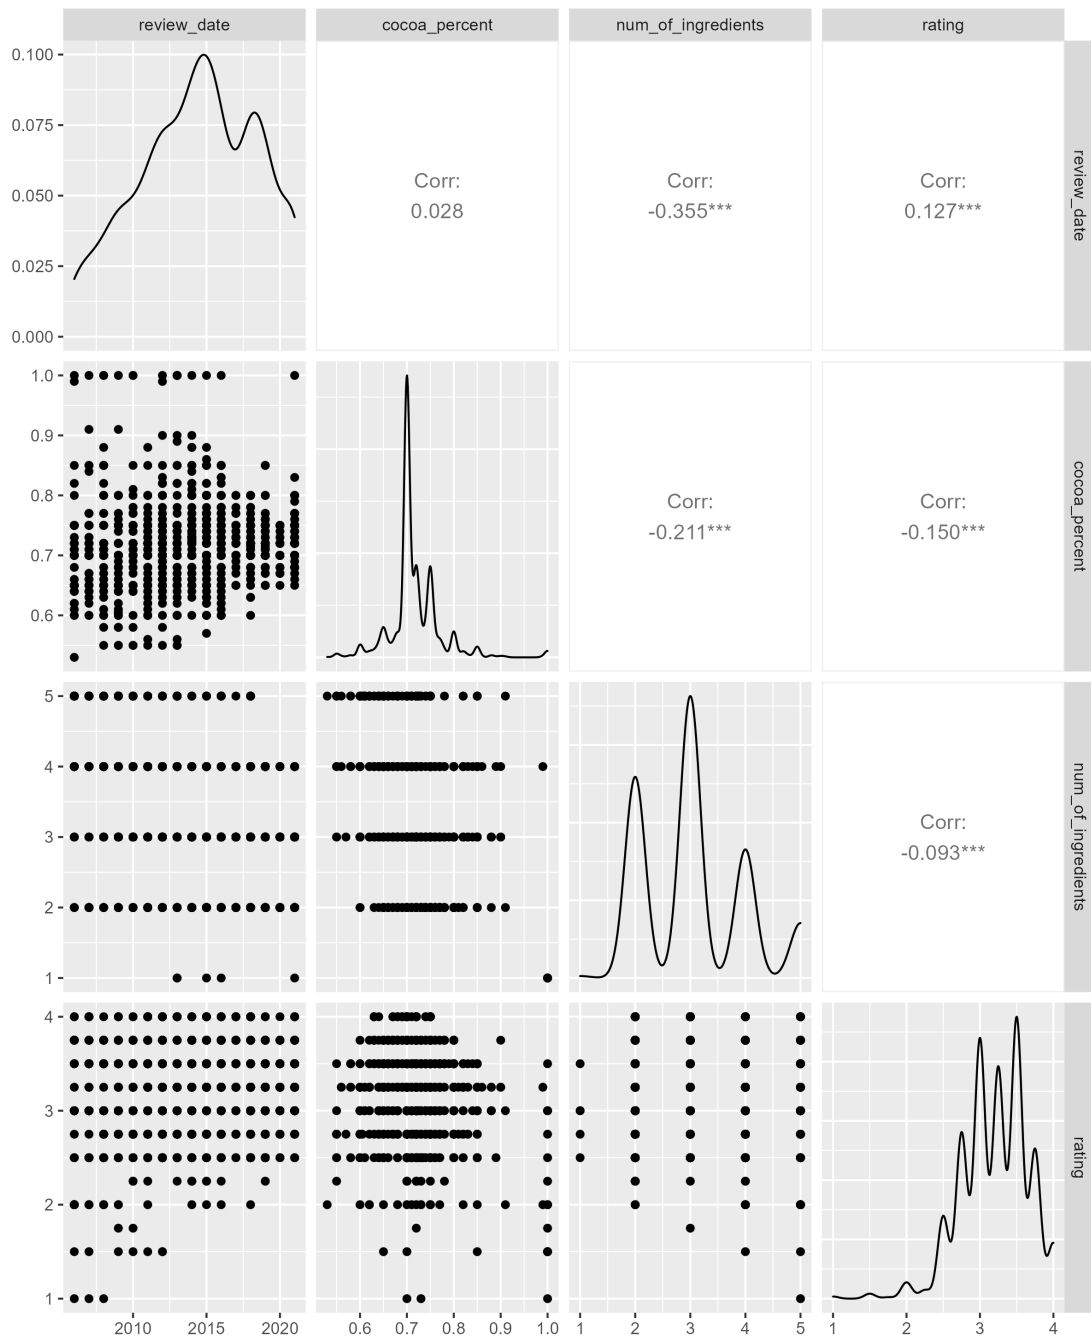 review_date cocoa_percent num_of_ingredients rating
0.100
0.075
0.050
0.025
0.000
Corr:
0.028
Corr:
-0.355***
Corr:
0.127***
review_date
1.0
0.9
0.8
0.7
0.6
Corr:
-0.211***
Corr:
-0.150***
cocoa_percent
5
4
3
2
1
Corr:
-0.093***
num_of_ingredients
4
3
2
1
rating
2010 2015 2020
0.6 0.7 0.8 0.9 1.0
1 2 3 4 5
1 2 3 4